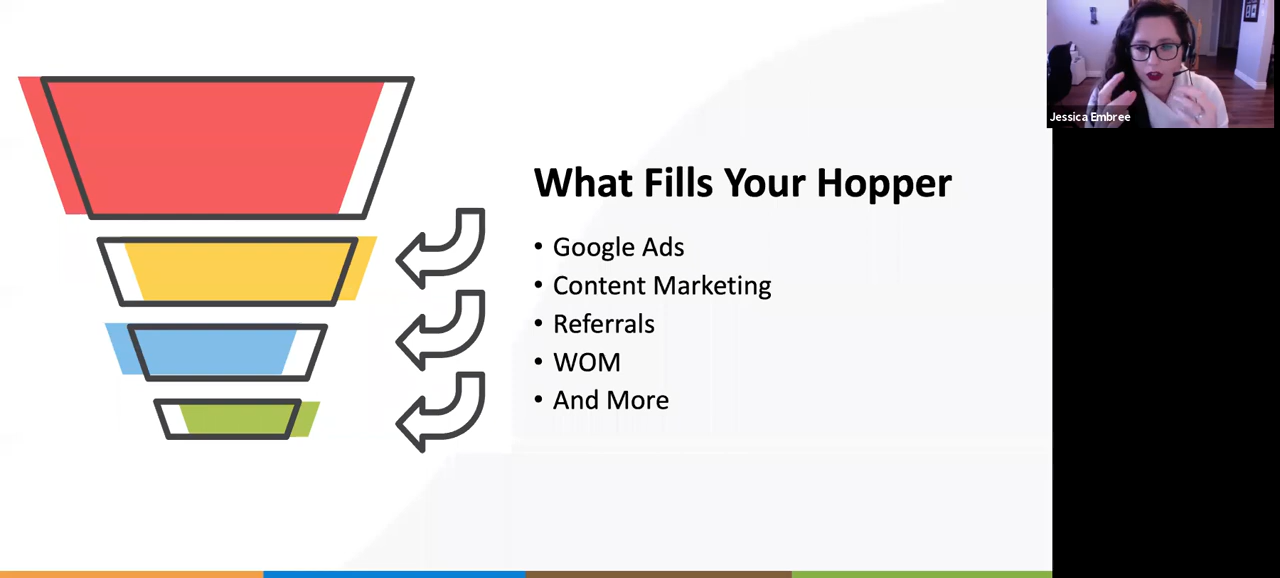 Jessica Embree
What Fills Your Hopper
• Google Ads
• Content Marketing
• Referrals
• WOM
• And More